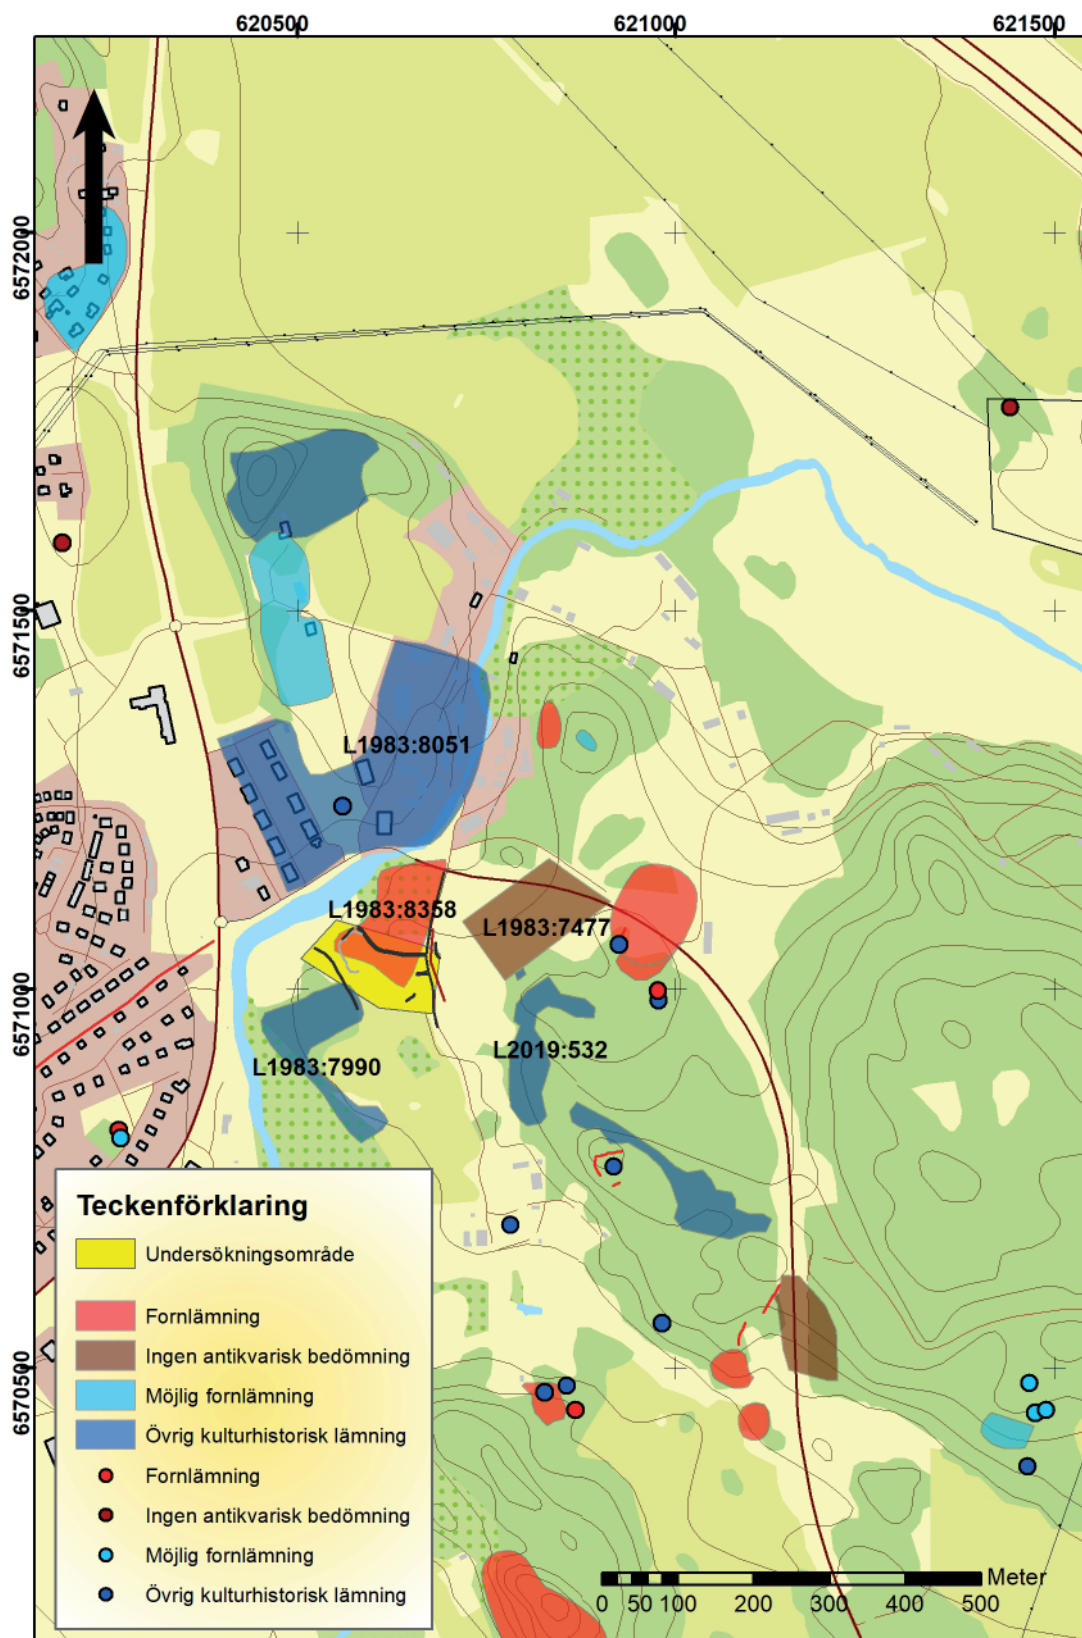 620500 621000 621500
6572000
6571500
L1983:8051
L1983:8358
L1983:7477
6571000
L2019:532
L1983:7990
Teckenförklaring
Undersökningsområde
Fornlämning
Ingen antikvarisk bedömning
Möjlig fornlämning
Övrig kulturhistorisk lämning
Fornlämning
Ingen antikvarisk bedömning
Möjlig fornlämning
Övrig kulturhistorisk lämning
6570500
Meter
0 50 100 200 300 400 500